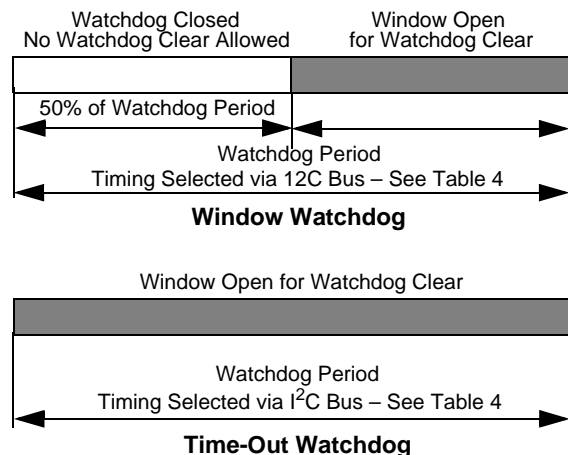 Watchdog Closed
No Watchdog Clear Allowed
Window Open
for Watchdog Clear
50% of Watchdog Period
Watchdog Period
Timing Selected via 12C Bus – See Table 4
Window Watchdog
Window Open for Watchdog Clear
Watchdog Period
Timing Selected via I²C Bus – See Table 4
Time-Out Watchdog